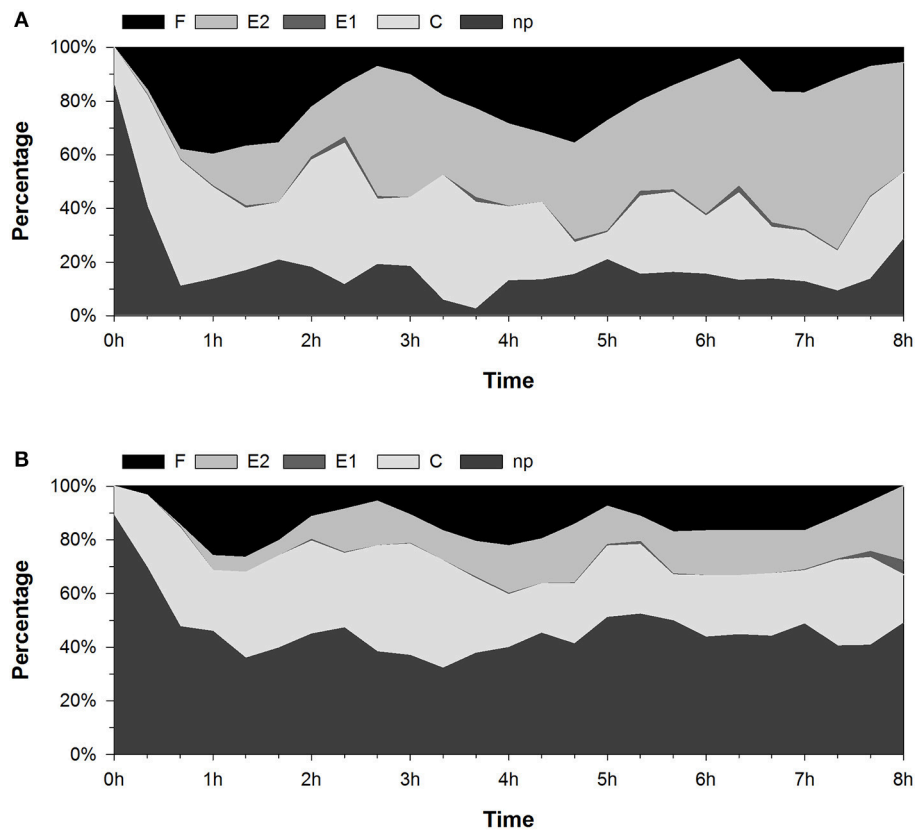 A
F E2 E1 C np
100%
80%
60%
40%
20%
0%
Percentage
0h 1h 2h 3h 4h 5h 6h 7h 8h
Time
B
F E2 E1 C np
100%
80%
60%
40%
20%
0%
Percentage
0h 1h 2h 3h 4h 5h 6h 7h 8h
Time